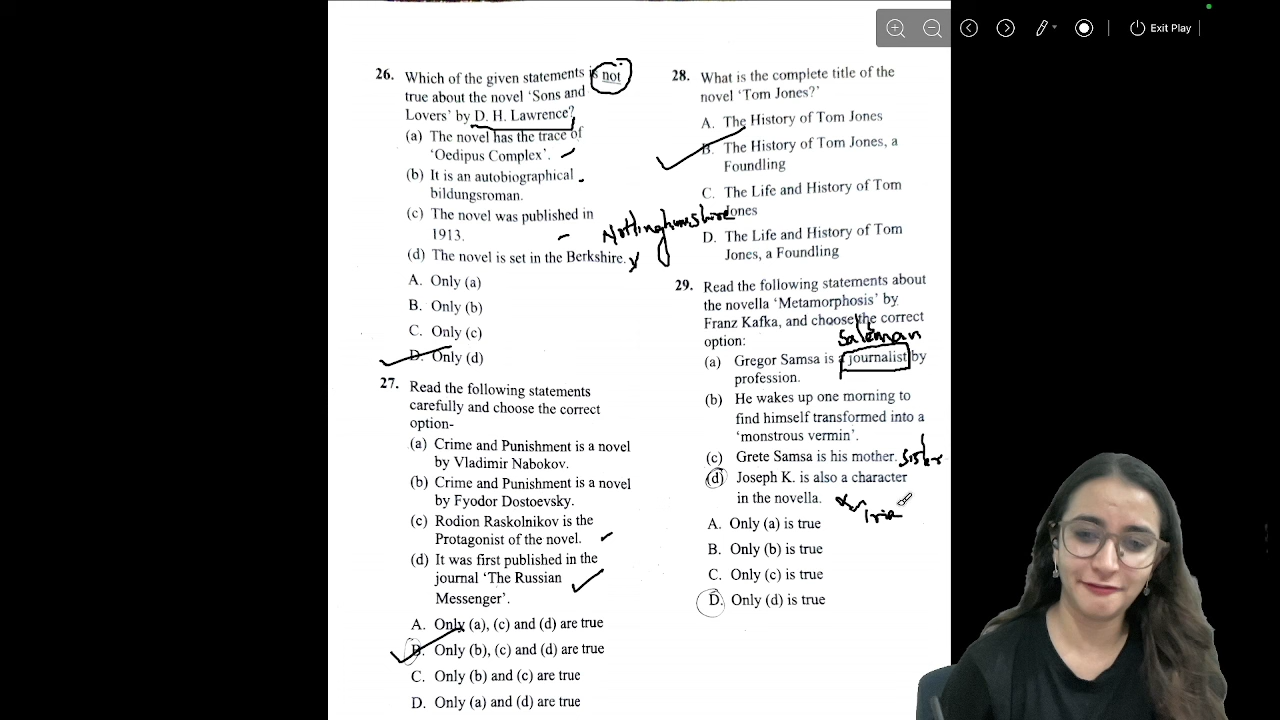 Exit Play
26. Which of the given statements is not
true about the novel 'Sons and
Lovers' by D. H. Lawrence?
(a) The novel has the trace of
'Oedipus Complex'.
(b) It is an autobiographical
bildungsroman.
(c) The novel was published in
1913.
(d) The novel is set in the Berkshire.
Nottinghamshire
A. Only (a)
B. Only (b)
C. Only (c)
D. Only (d)
27. Read the following statements
carefully and choose the correct
option-
(a) Crime and Punishment is a novel
by Vladimir Nabokov.
(b) Crime and Punishment is a novel
by Fyodor Dostoevsky.
(c) Rodion Raskolnikov is the
Protagonist of the novel.
(d) It was first published in the
journal 'The Russian
Messenger'.
A. Only (a), (c) and (d) are true
B. Only (b), (c) and (d) are true
C. Only (b) and (c) are true
D. Only (a) and (d) are true
28. What is the complete title of the
novel 'Tom Jones?'
A. The History of Tom Jones
B. The History of Tom Jones, a
Foundling
C. The Life and History of Tom
Jones
D. The Life and History of Tom
Jones, a Foundling
29. Read the following statements about
the novella 'Metamorphosis' by
Franz Kafka, and choose the correct
option:
Salesman
(a) Gregor Samsa is a journalist by
profession.
(b) He wakes up one morning to
find himself transformed into a
'monstrous vermin'.
(c) Grete Samsa is his mother. Sister
(d) Joseph K. is also a character
in the novella.
A. Only (a) is true
B. Only (b) is true
C. Only (c) is true
D. Only (d) is true